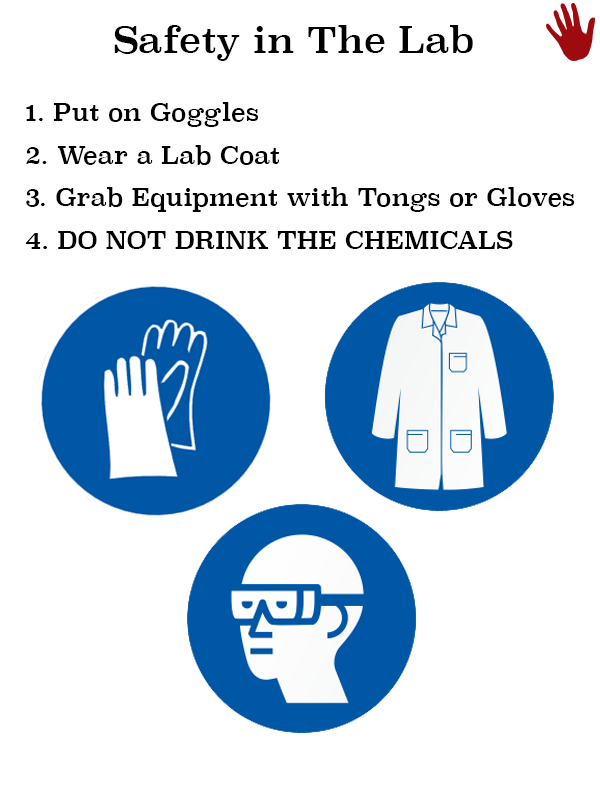 Safety in The Lab
1. Put on Goggles
2. Wear a Lab Coat
3. Grab Equipment with Tongs or Gloves
4. DO NOT DRINK THE CHEMICALS